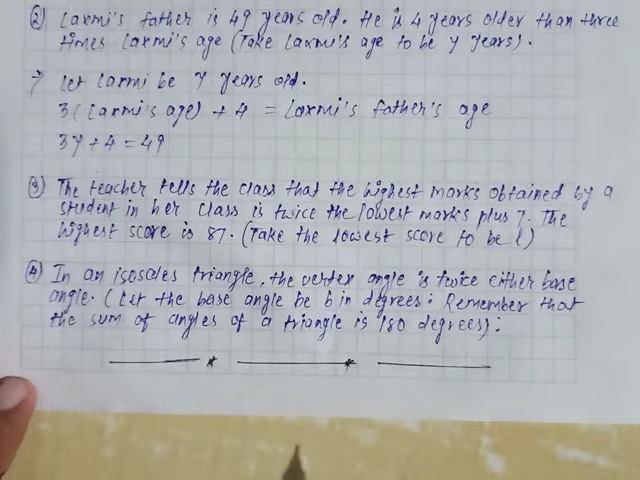 ② Laxmi's father is 49 years old. He is 4 years older than three
times Laxmi's age (Take Laxmi's age to be y years).
⇒ Let Laxmi be y years old.
3(Laxmi's age) + 4 = Laxmi's father's age
3y + 4 = 49
③ The teacher tells the class that the highest marks obtained by a
student in her class is twice the lowest marks plus 7. The
highest score is 87. (Take the lowest score to be l)
④ In an isosceles triangle, the vertex angle is twice either base
angle. (Let the base angle be b in degrees: Remember that
the sum of angles of a triangle is 180 degrees):